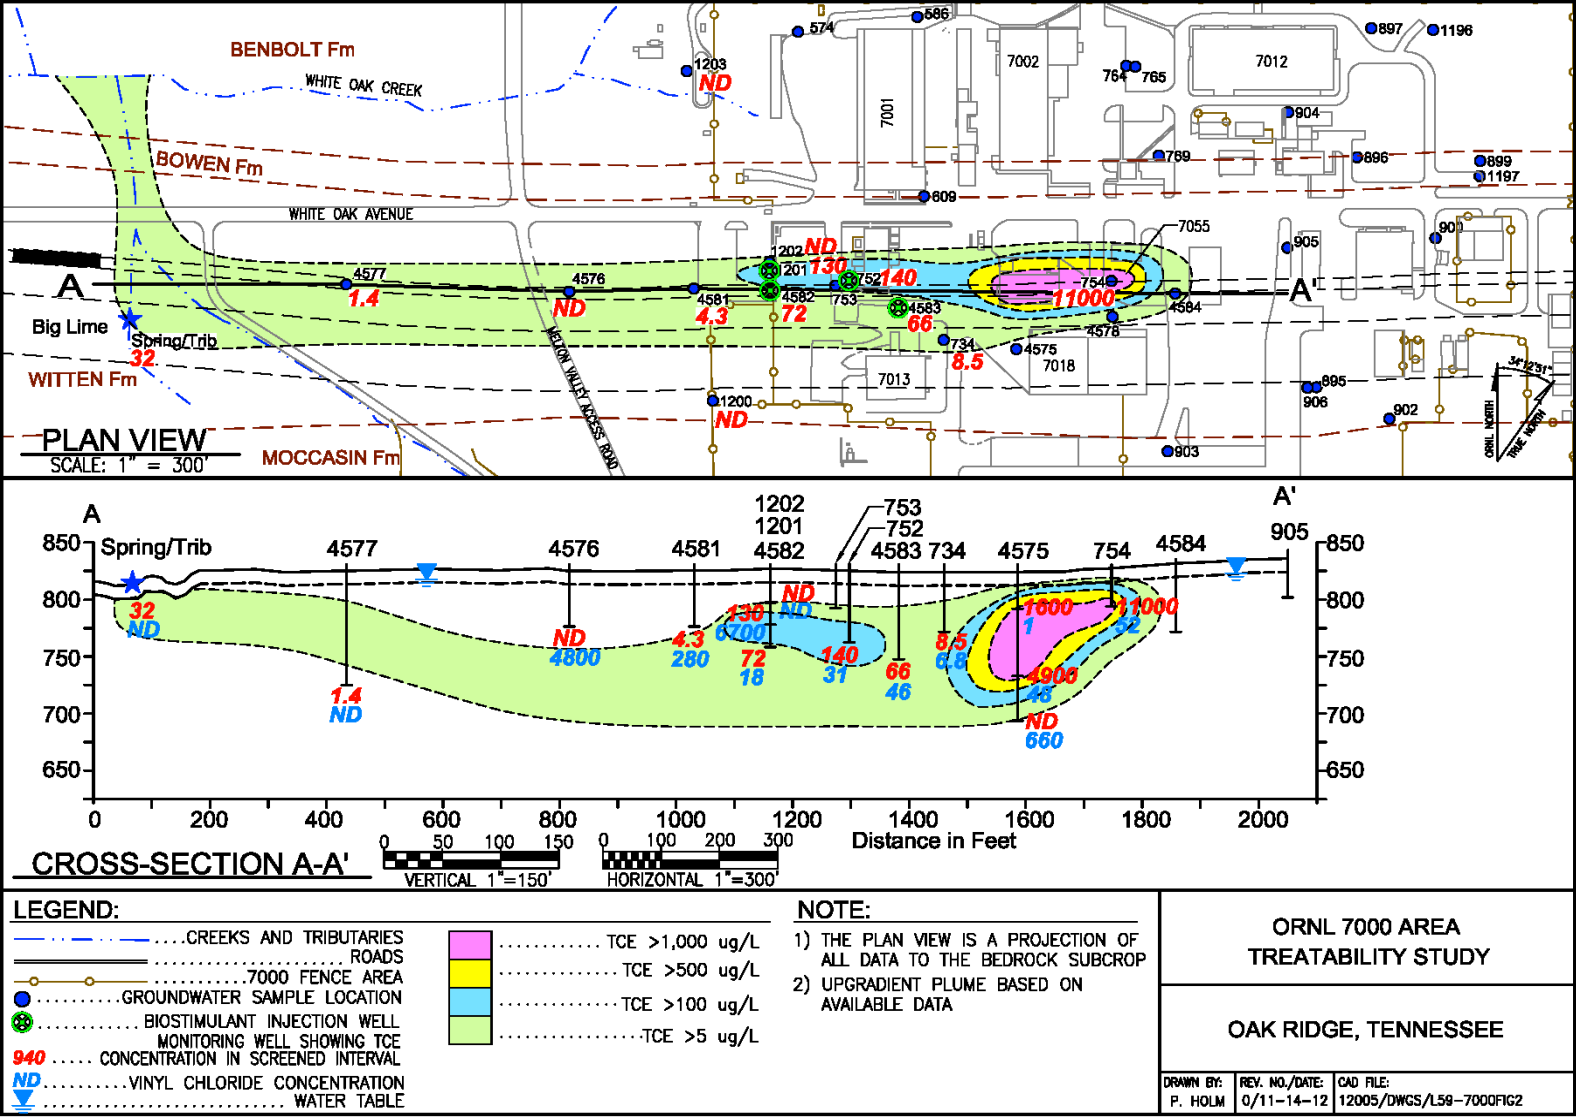 586
574
897
1196
BENBOLT Fm
1203
ND
WHITE OAK CREEK
7002
764
765
7012
7001
904
BOWEN Fm
769
896
899
1197
609
WHITE OAK AVENUE
7055
905
900
1202 ND
1201 130
752 140
753
4577
1.4
4576
ND
4581
4.3
4582
72
4583
66
754
11000
4584
4578
A
A'
Big Lime
Spring/Trib
32
734
8.5
4575
7018
7013
WITTEN Fm
MELTON VALLEY ACCESS ROAD
1200
ND
895
906
902
903
34°12'51"
ORNL NORTH
TRUE NORTH
PLAN VIEW
SCALE: 1" = 300'
MOCCASIN Fm
A
A'
1202
1201
4582
753
752
Spring/Trib
4577
4576
4581
4583
734
4575
754
4584
905
850
800
750
700
650
850
800
750
700
650
32
ND
1.4
ND
ND
4800
4.3
280
ND
ND
130
6700
72
18
140
31
66
46
8.5
6.8
1600
1
4900
48
ND
660
11000
52
0 200 400 600 800 1000 1200 1400 1600 1800 2000
Distance in Feet
CROSS-SECTION A-A'
0 50 100 150
VERTICAL 1"=150'
0 100 200 300
HORIZONTAL 1"=300'
LEGEND:
....CREEKS AND TRIBUTARIES
ROADS
7000 FENCE AREA
GROUNDWATER SAMPLE LOCATION
BIOSTIMULANT INJECTION WELL
MONITORING WELL SHOWING TCE
940 ..... CONCENTRATION IN SCREENED INTERVAL
ND ......... VINYL CHLORIDE CONCENTRATION
WATER TABLE
TCE >1,000 ug/L
TCE >500 ug/L
TCE >100 ug/L
TCE >5 ug/L
NOTE:
1) THE PLAN VIEW IS A PROJECTION OF
ALL DATA TO THE BEDROCK SUBCROP
2) UPGRADIENT PLUME BASED ON
AVAILABLE DATA
ORNL 7000 AREA
TREATABILITY STUDY
OAK RIDGE, TENNESSEE
DRAWN BY:
P. HOLM
REV. NO./DATE:
0/11-14-12
CAD FILE:
12005/DWGS/L59-7000FIG2